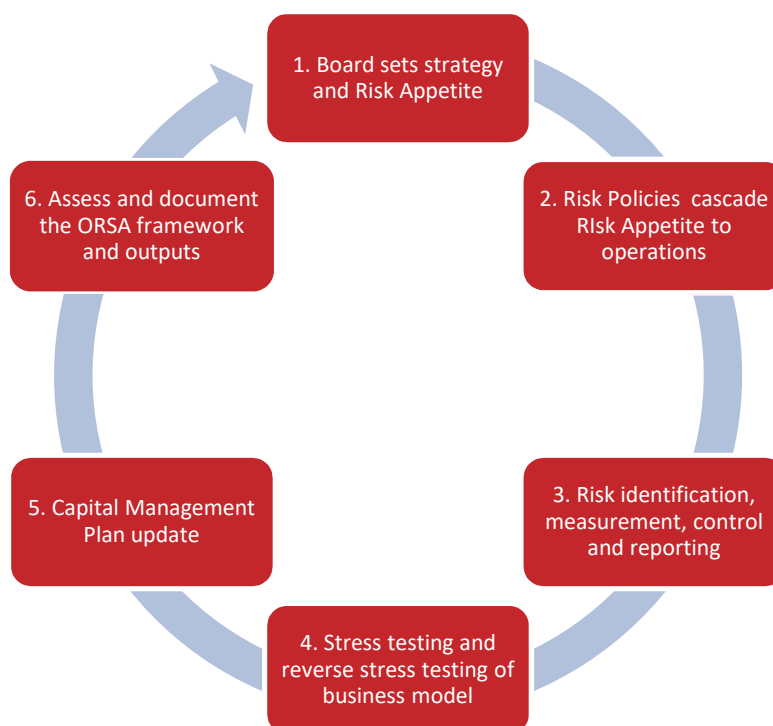 1. Board sets strategy
and Risk Appetite
2. Risk Policies  cascade
RIsk Appetite to
operations
3. Risk identification,
measurement, control
and reporting
4. Stress testing and
reverse stress testing of
business model
5. Capital Management
Plan update
6. Assess and document
the ORSA framework
and outputs